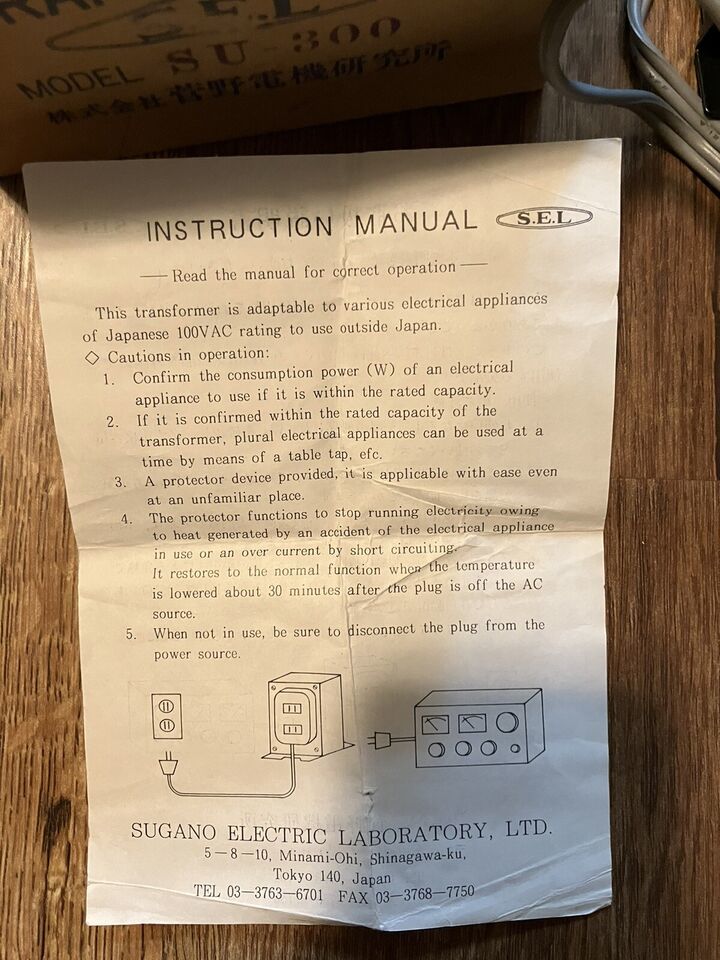 S.E.L
MODEL SU-300
株式会社 菅野電機研究所
INSTRUCTION MANUAL S.E.L
— Read the manual for correct operation —
This transformer is adaptable to various electrical appliances
of Japanese 100VAC rating to use outside Japan.
◇ Cautions in operation:
1. Confirm the consumption power (W) of an electrical
appliance to use if it is within the rated capacity.
2. If it is confirmed within the rated capacity of the
transformer, plural electrical appliances can be used at a
time by means of a table tap, efc.
3. A protector device provided, it is applicable with ease even
at an unfamiliar place.
4. The protector functions to stop running electricity owing
to heat generated by an accident of the electrical appliance
in use or an over current by short circuiting.
It restores to the normal function when the temperature
is lowered about 30 minutes after the plug is off the AC
source.
5. When not in use, be sure to disconnect the plug from the
power source.
SUGANO ELECTRIC LABORATORY, LTD.
5-8-10, Minami-Ohi, Shinagawa-ku,
Tokyo 140, Japan
TEL 03-3763-6701 FAX 03-3768-7750